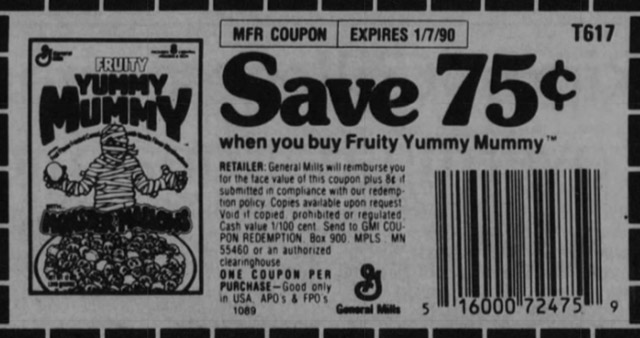 MFR COUPON EXPIRES 1/7/90 T617
FRUITY
YUMMY
MUMMY
Save 75¢
when you buy Fruity Yummy Mummy™
RETAILER: General Mills will reimburse you
for the face value of this coupon plus 8¢ if
submitted in compliance with our redemp-
tion policy. Copies available upon request.
Void if copied, prohibited or regulated.
Cash value 1/100 cent. Send to GMI COU-
PON REDEMPTION, Box 900, MPLS., MN
55460 or an authorized
clearinghouse.
ONE COUPON PER
PURCHASE—Good only
in USA, APO's & FPO's
1089
General Mills
5 16000 72475 9